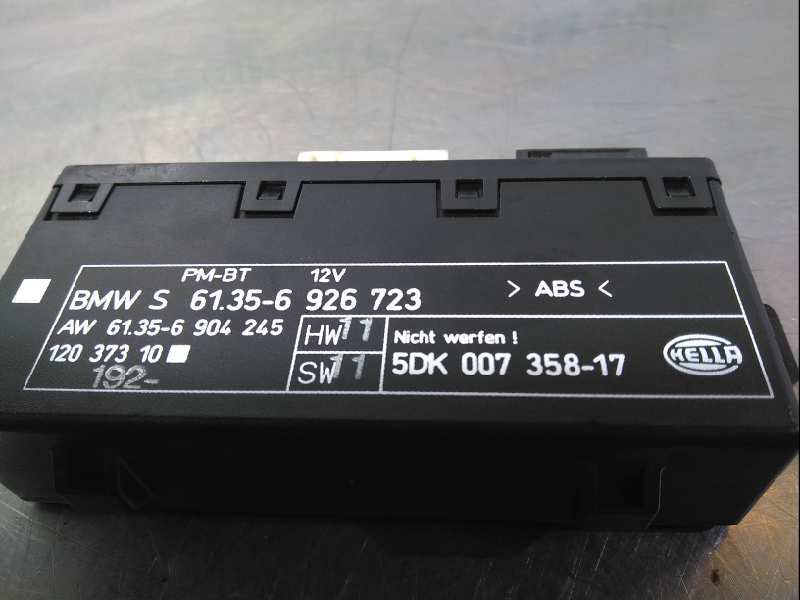 PM-BT 12V
BMW S 61.35-6 926 723 > ABS <
AW 61.35-6 904 245 HW 11 Nicht werfen !
120 373 10
192- SW 11 5DK 007 358-17 HELLA